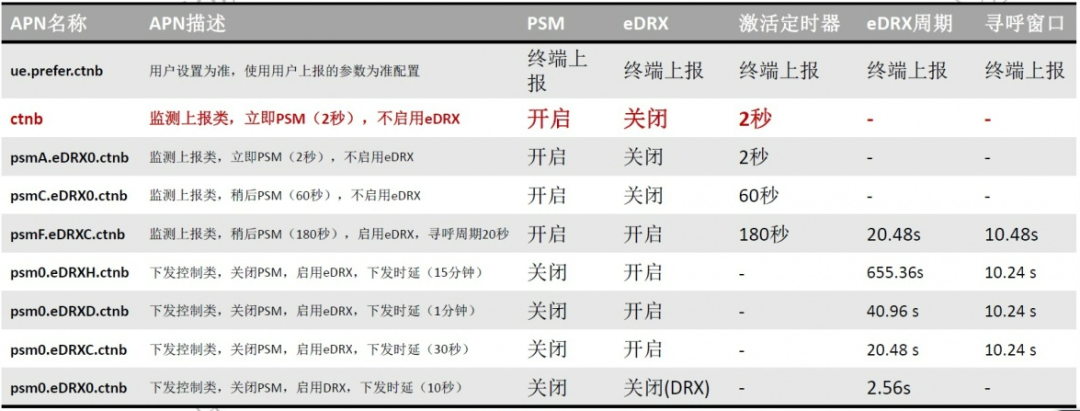 APN名称 APN描述 PSM eDRX 激活定时器 eDRX周期 寻呼窗口
ue.prefer.ctnb 用户设置为准，使用用户上报的参数为准配置 终端上报 终端上报 终端上报 终端上报 终端上报
ctnb 监测上报类，立即PSM（2秒），不启用eDRX 开启 关闭 2秒 - -
psmA.eDRX0.ctnb 监测上报类，立即PSM（2秒），不启用eDRX 开启 关闭 2秒 - -
psmC.eDRX0.ctnb 监测上报类，稍后PSM（60秒），不启用eDRX 开启 关闭 60秒 - -
psmF.eDRXC.ctnb 监测上报类，稍后PSM（180秒），启用eDRX，寻呼周期20秒 开启 开启 180秒 20.48s 10.48s
psm0.eDRXH.ctnb 下发控制类，关闭PSM，启用eDRX，下发时延（15分钟） 关闭 开启 - 655.36s 10.24 s
psm0.eDRXD.ctnb 下发控制类，关闭PSM，启用eDRX，下发时延（1分钟） 关闭 开启 - 40.96 s 10.24 s
psm0.eDRXC.ctnb 下发控制类，关闭PSM，启用eDRX，下发时延（30秒） 关闭 开启 - 20.48 s 10.24 s
psm0.eDRX0.ctnb 下发控制类，关闭PSM，启用DRX，下发时延（10秒） 关闭 关闭(DRX) - 2.56s -